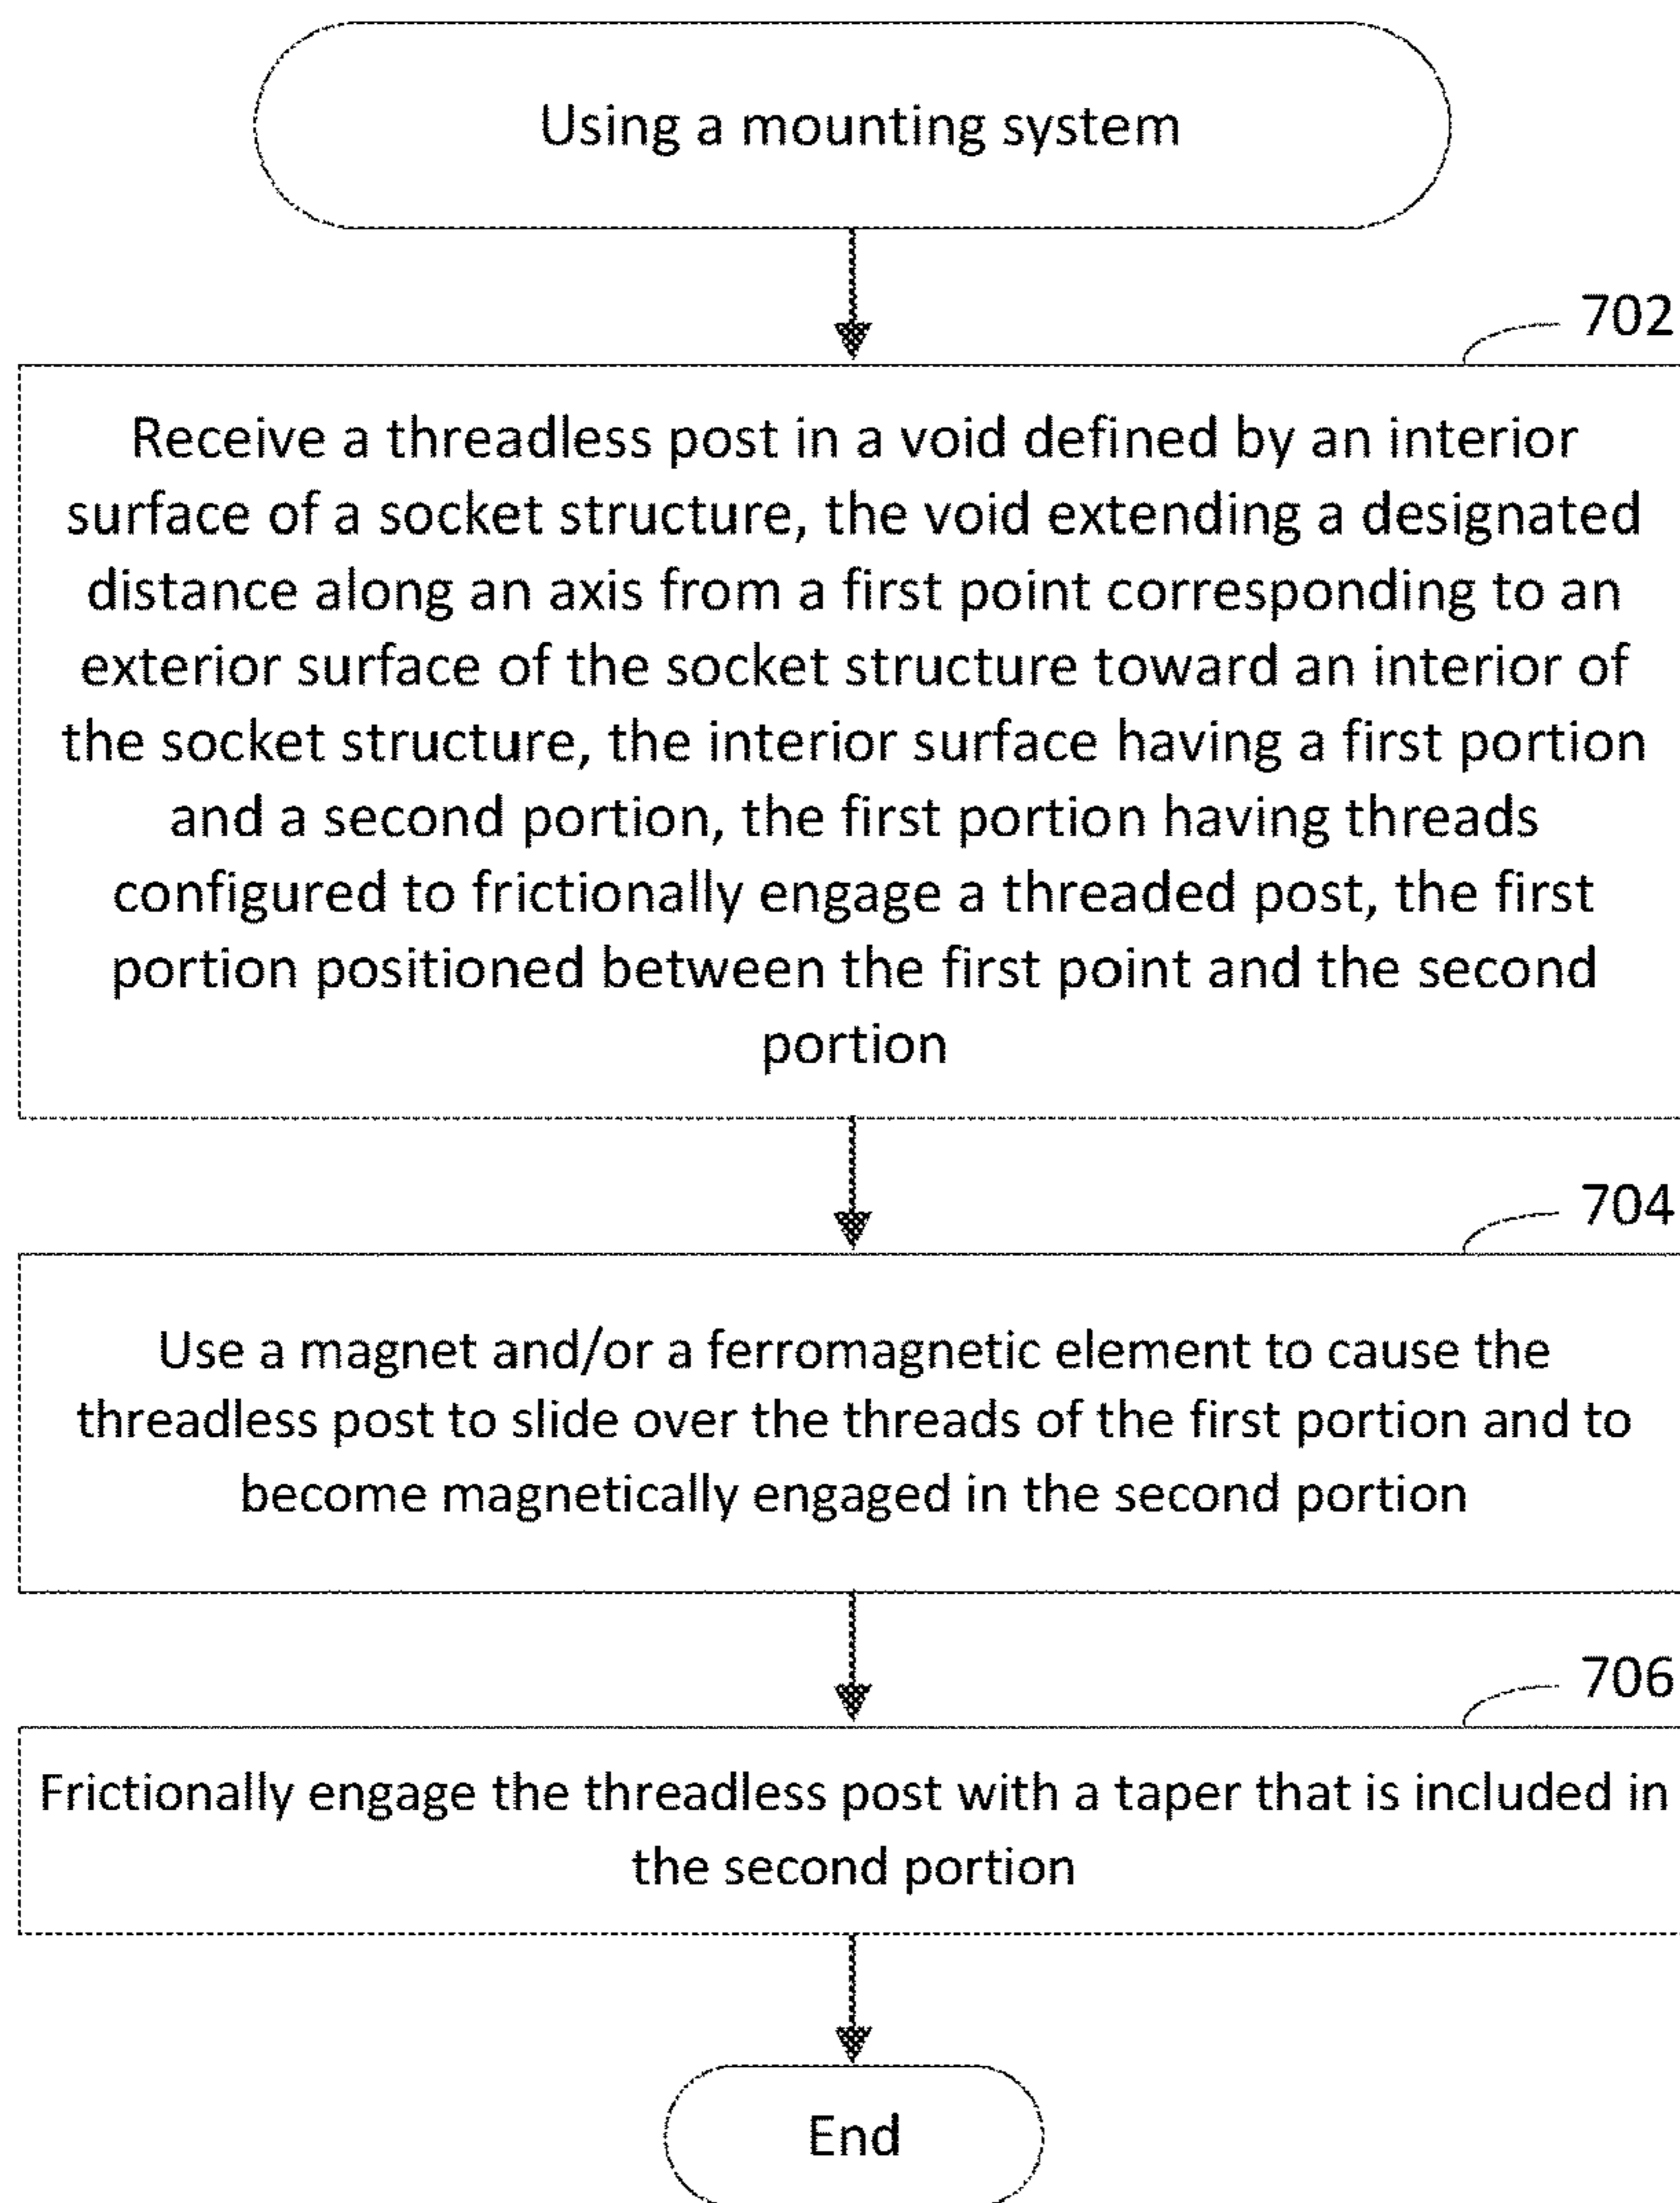 Using a mounting system
702
Receive a threadless post in a void defined by an interior
surface of a socket structure, the void extending a designated
distance along an axis from a first point corresponding to an
exterior surface of the socket structure toward an interior of
the socket structure, the interior surface having a first portion
and a second portion, the first portion having threads
configured to frictionally engage a threaded post, the first
portion positioned between the first point and the second
portion
704
Use a magnet and/or a ferromagnetic element to cause the
threadless post to slide over the threads of the first portion and to
become magnetically engaged in the second portion
706
Frictionally engage the threadless post with a taper that is included in
the second portion
End